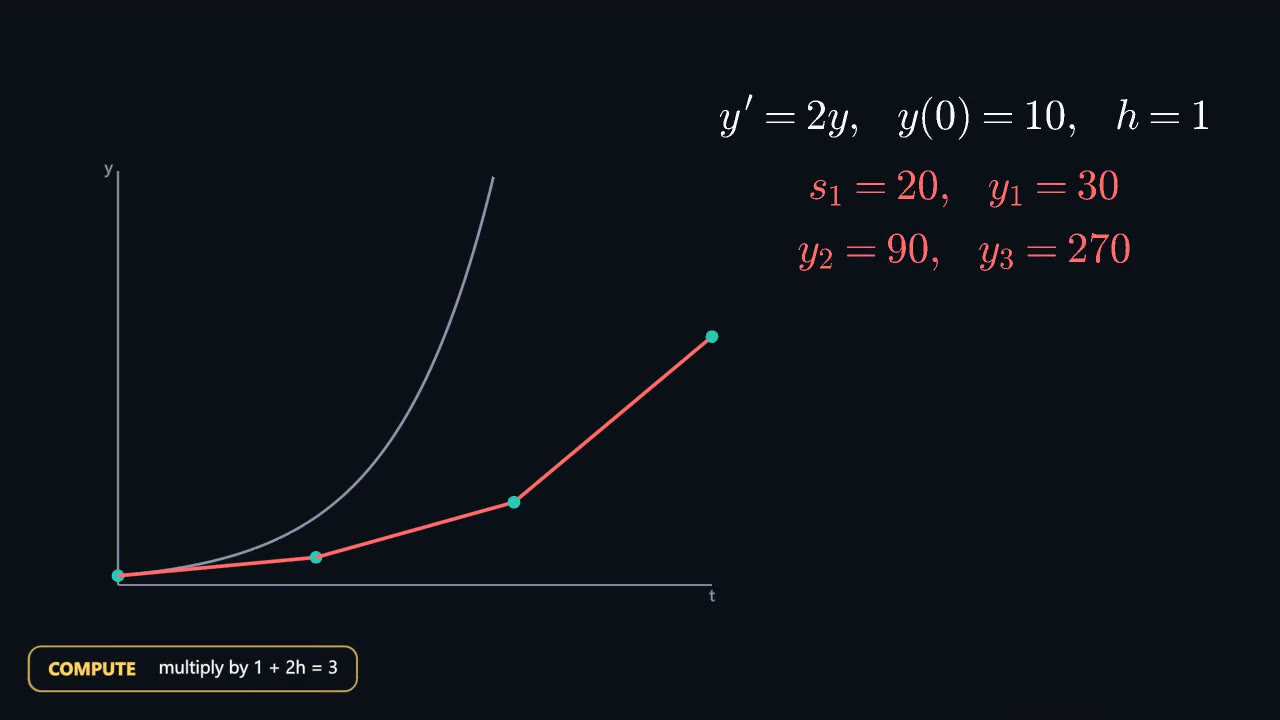 y′ = 2y, y(0) = 10, h = 1
s₁ = 20, y₁ = 30
y₂ = 90, y₃ = 270
y
t
COMPUTE multiply by 1 + 2h = 3